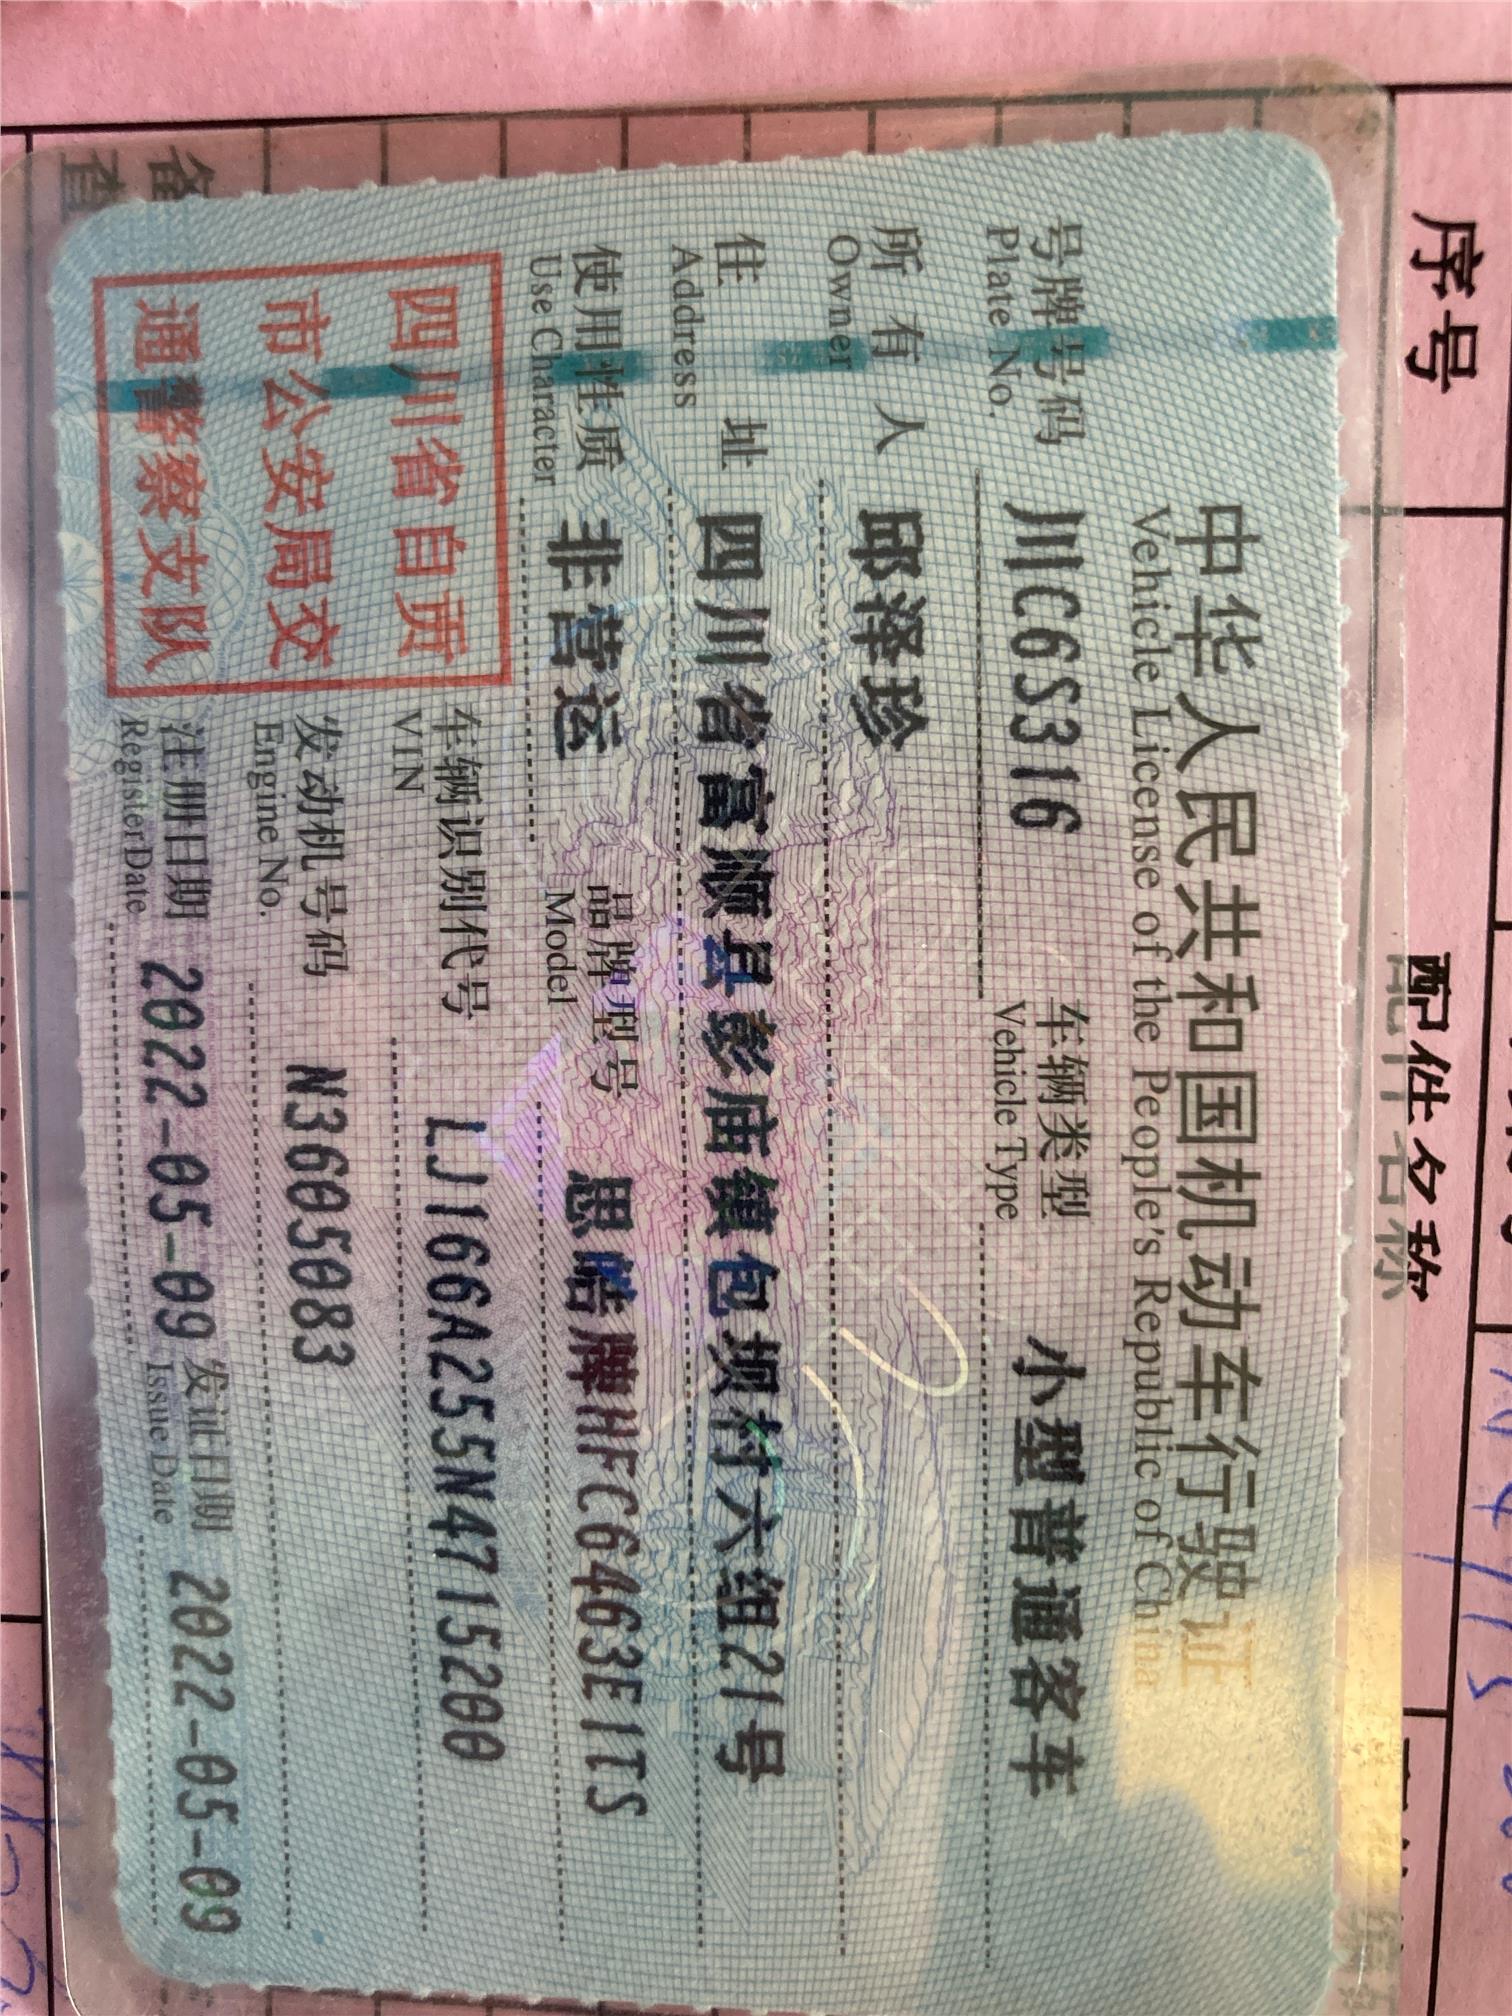 序号
配件名称
备
查
中华人民共和国机动车行驶证
Vehicle License of the People's Republic of China
号牌号码 川C6S316 车辆类型 小型普通客车
Plate No. Vehicle Type
所有人 邱泽珍
Owner
住址 四川省富顺县彭庙镇包坝村六组21号
Address
使用性质 非营运 品牌型号 思皓牌HFC6463E1TS
Use Character Model
四川省自贡
市公安局交
通警察支队
车辆识别代号 LJ166A255N4715200
VIN
发动机号码 N3605083
Engine No.
注册日期 2022-05-09 发证日期 2022-05-09
Register Date Issue Date